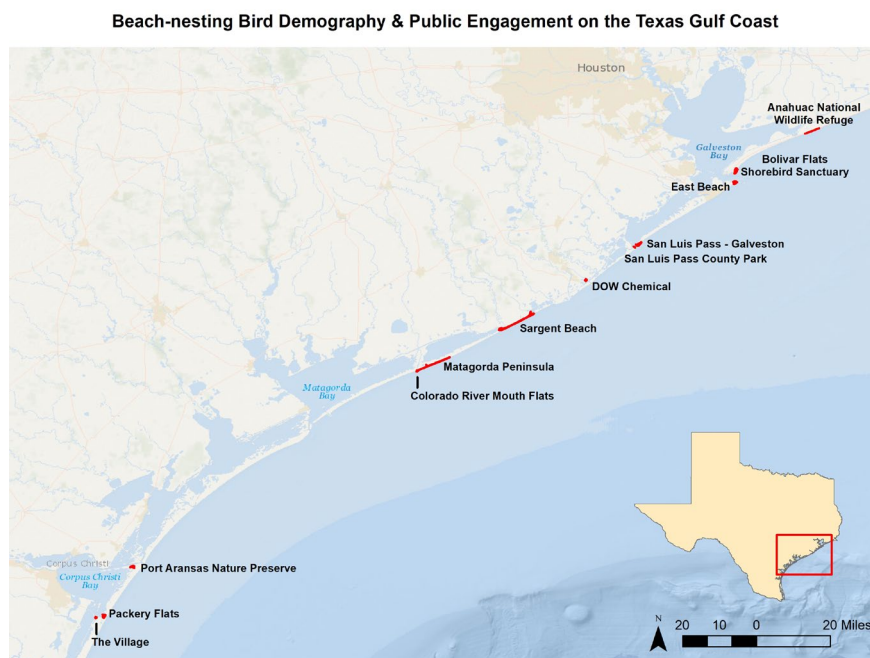 Beach-nesting Bird Demography & Public Engagement on the Texas Gulf Coast
Houston
Anahuac National
Wildlife Refuge
Galveston
Bay
Bolivar Flats
Shorebird Sanctuary
East Beach
San Luis Pass - Galveston
San Luis Pass County Park
DOW Chemical
Sargent Beach
Matagorda Peninsula
Matagorda
Bay
Colorado River Mouth Flats
Corpus Christi
Port Aransas Nature Preserve
Corpus Christi
Bay
Packery Flats
The Village
N
20 10 0 20 Miles